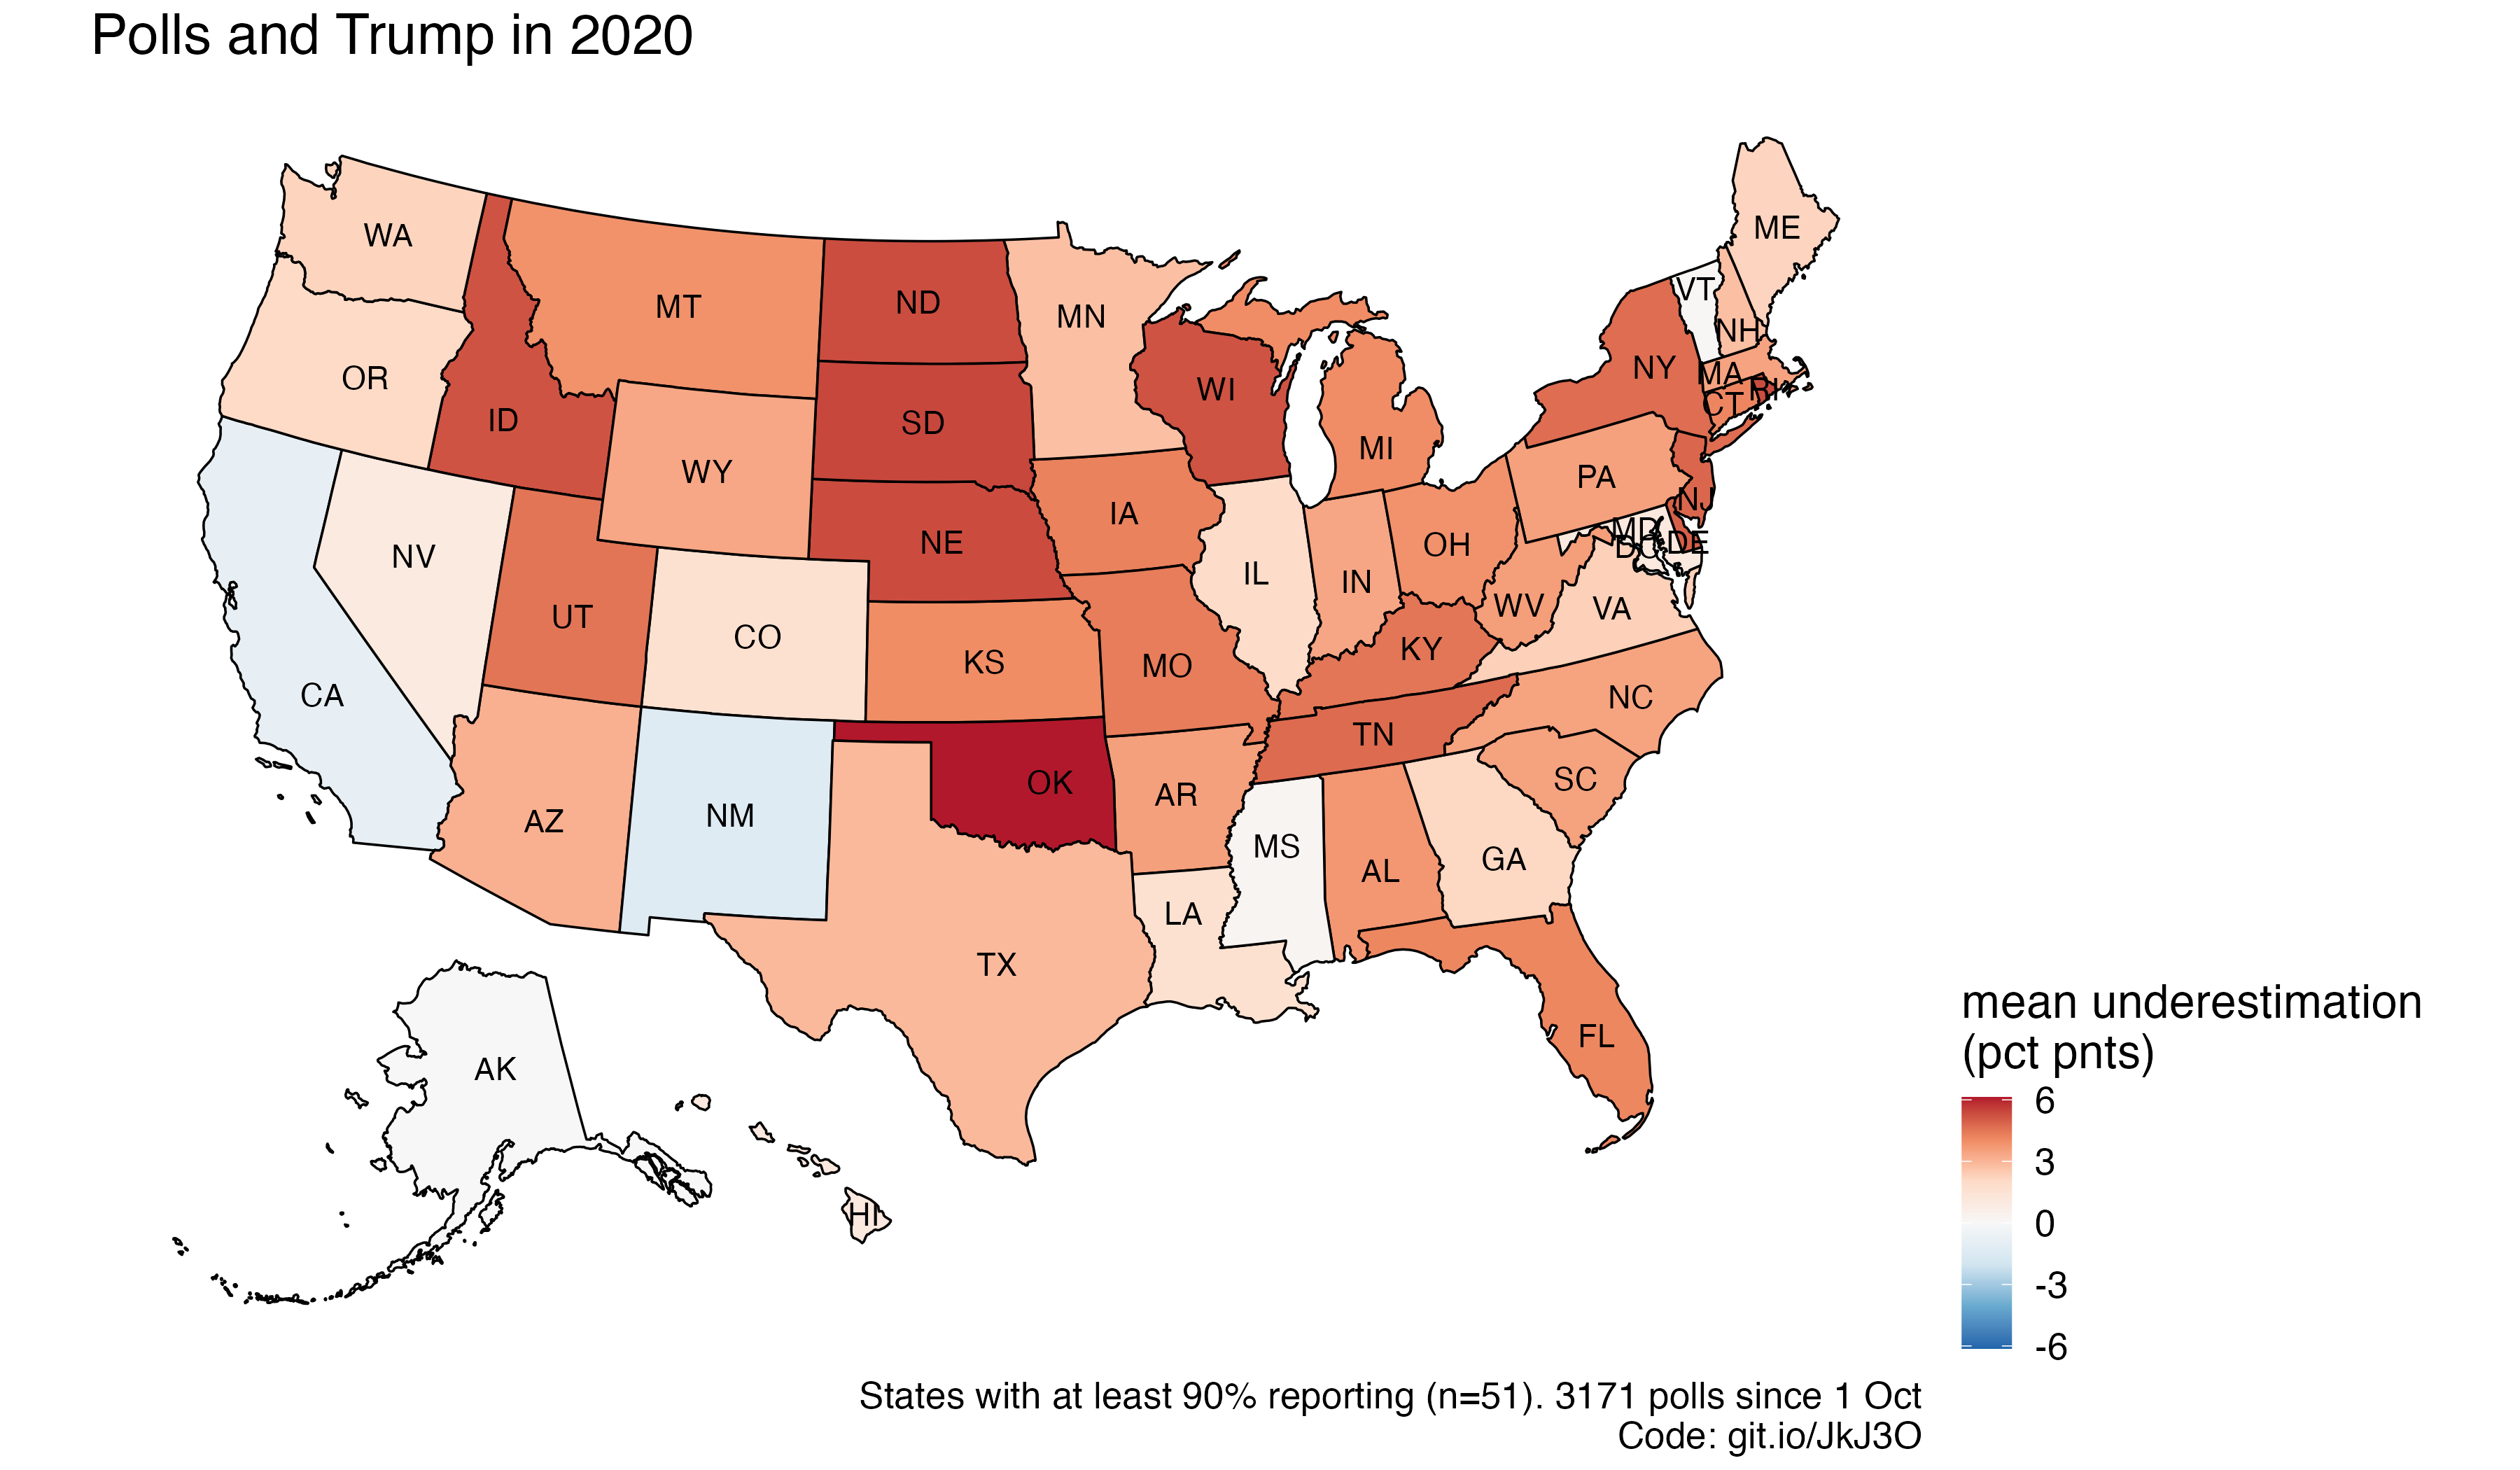 Polls and Trump in 2020
ME
WA
VT
MT
ND
MN
NH
OR
NY
MA
WI
RI
CT
ID
SD
MI
WY
PA
NJ
IA
MD
NE
OH
DE
DC
NV
IL
IN
UT
WV
VA
CO
KY
KS
MO
CA
NC
TN
OK
SC
AR
NM
AZ
MS
GA
AL
LA
TX
FL
AK
HI
mean underestimation
(pct pnts)
6
3
0
-3
-6
States with at least 90% reporting (n=51). 3171 polls since 1 Oct
Code: git.io/JkJ3O